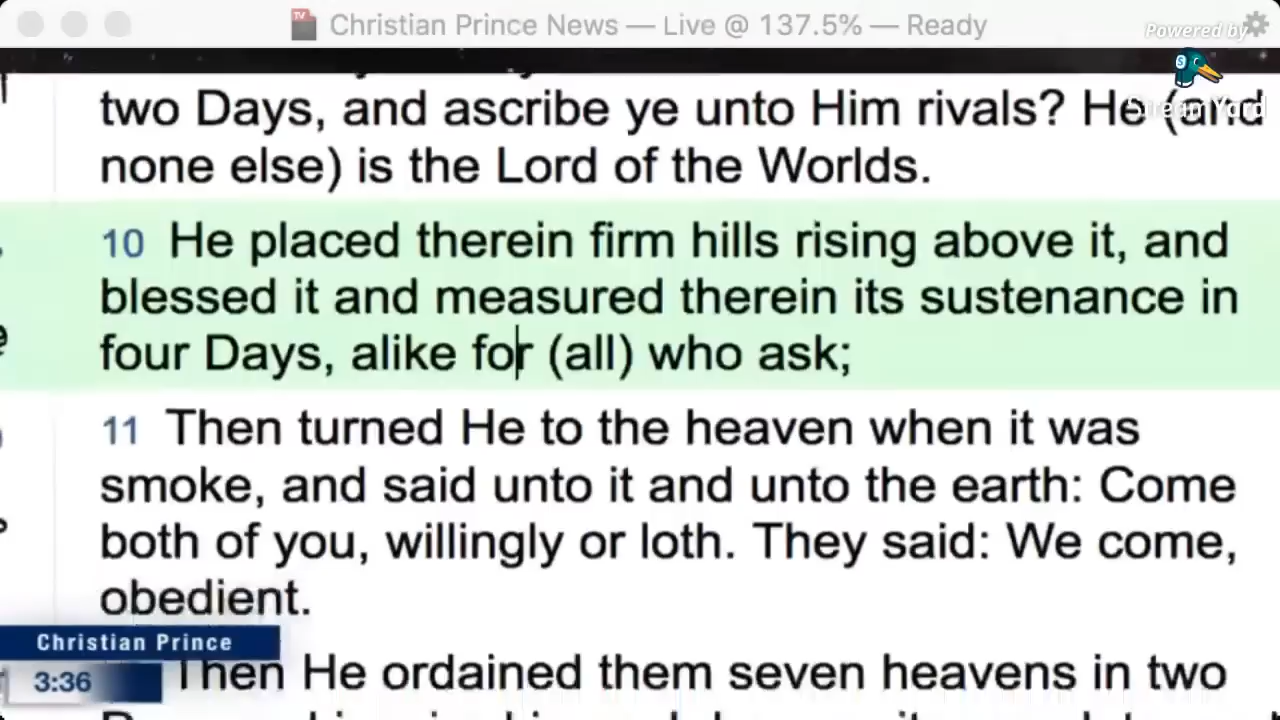 Christian Prince News — Live @ 137.5% — Ready
Powered by
StreamYard
two Days, and ascribe ye unto Him rivals? He (and
none else) is the Lord of the Worlds.
10 He placed therein firm hills rising above it, and
blessed it and measured therein its sustenance in
four Days, alike for (all) who ask;
11 Then turned He to the heaven when it was
smoke, and said unto it and unto the earth: Come
both of you, willingly or loth. They said: We come,
obedient.
Christian Prince
3:36
Then He ordained them seven heavens in two